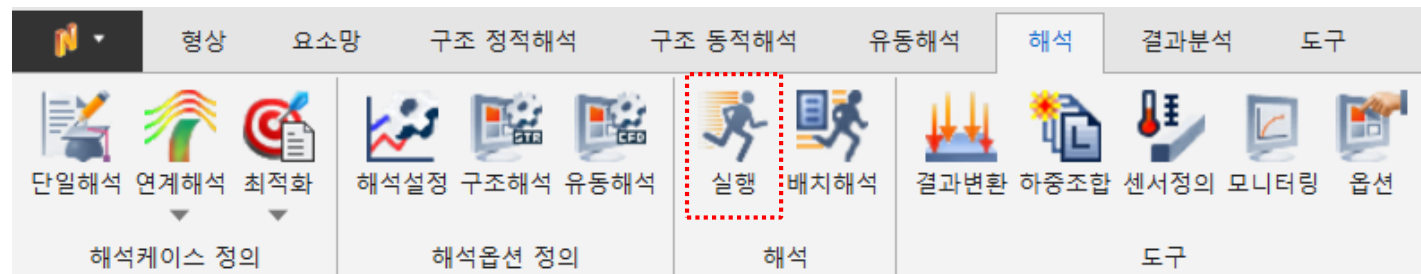 형상 요소망 구조 정적해석 구조 동적해석 유동해석 해석 결과분석 도구
STR CFD L
단일해석 연계해석 최적화 해석설정 구조해석 유동해석 실행 배치해석 결과변환 하중조합 센서정의 모니터링 옵션
해석케이스 정의 해석옵션 정의 해석 도구